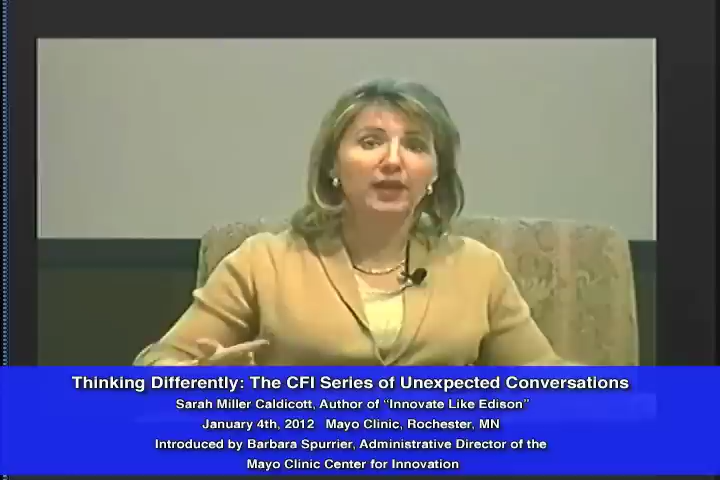 Thinking Differently: The CFI Series of Unexpected Conversations
Sarah Miller Caldicott, Author of “Innovate Like Edison”
January 4th, 2012   Mayo Clinic, Rochester, MN
Introduced by Barbara Spurrier, Administrative Director of the
Mayo Clinic Center for Innovation